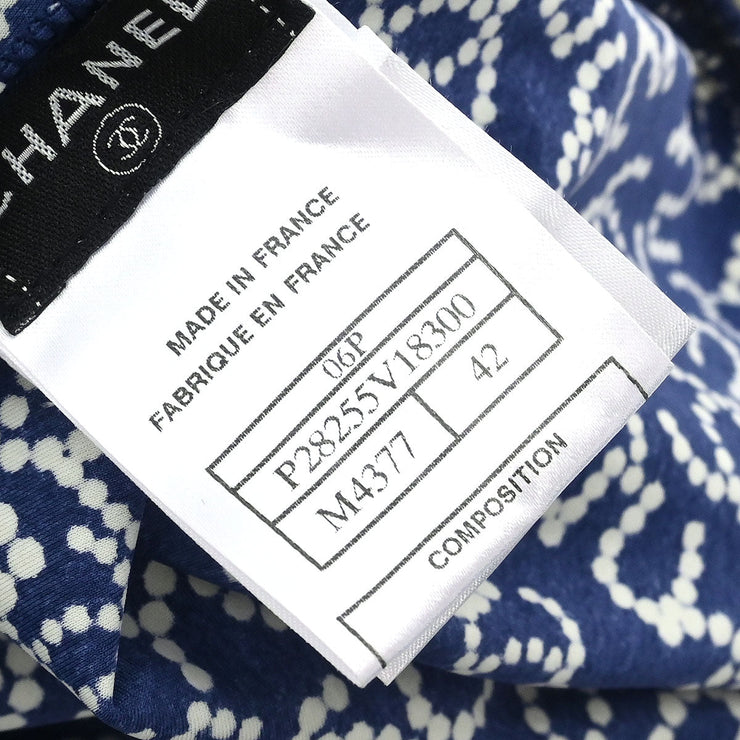 CHANEL
MADE IN FRANCE
FABRIQUE EN FRANCE
06P
P28255V18300
M4377 42
COMPOSITION